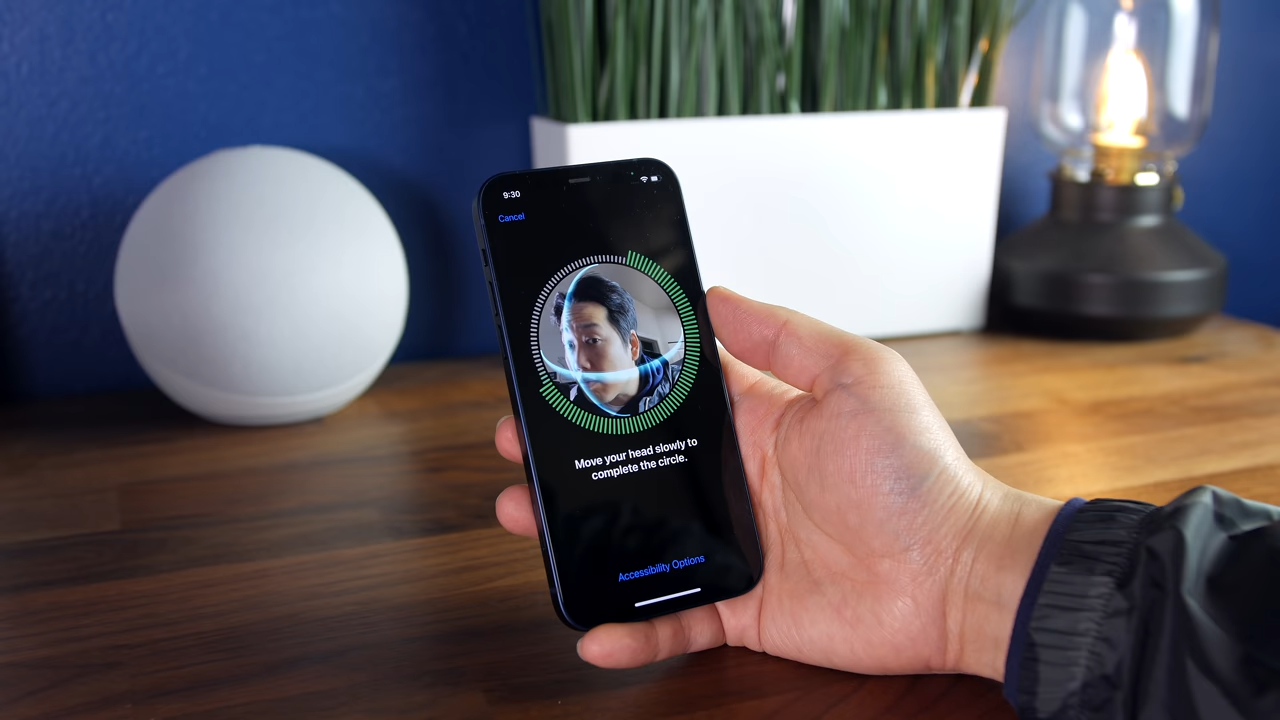 9:30
Cancel
Move your head slowly to
complete the circle.
Accessibility Options